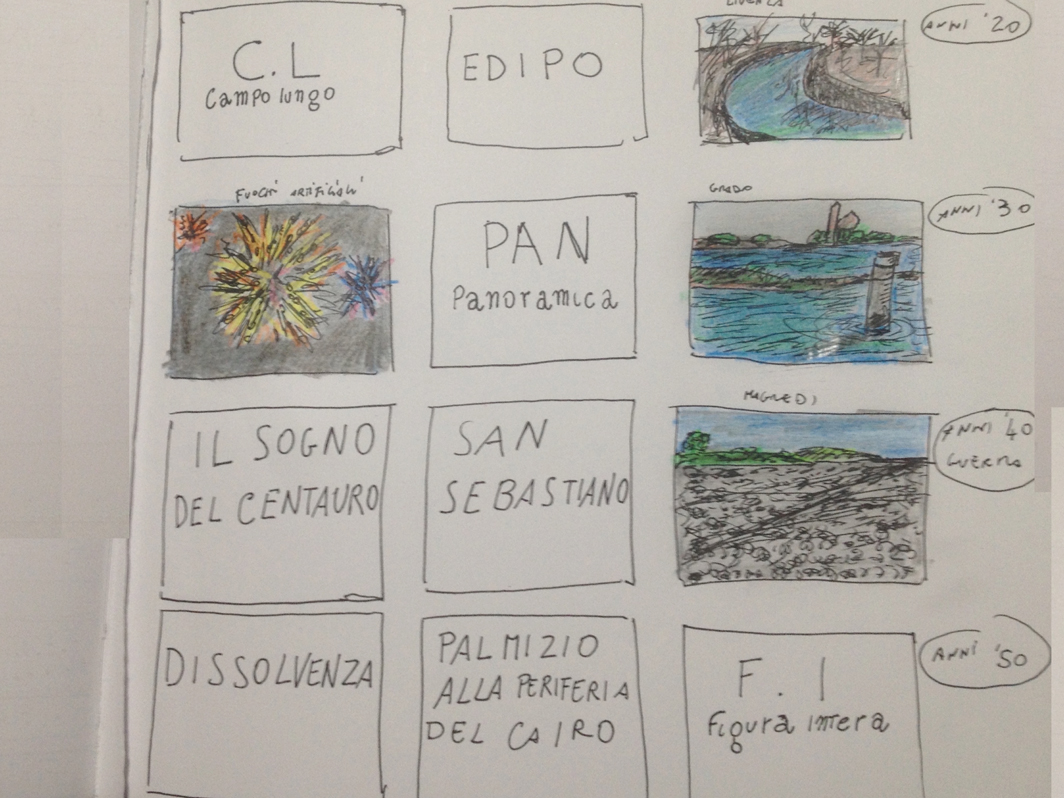 LIVENZA
C.L
Campo lungo
EDIPO
ANNI '20
FUOCHI ARTIFICIALI
PAN
Panoramica
GRADO
ANNI '30
IL SOGNO
DEL CENTAURO
SAN
SEBASTIANO
MAGREDI
ANNI '40
GUERRA
DISSOLVENZA
PALMIZIO
ALLA PERIFERIA
DEL CAIRO
F. I
figura intera
ANNI '50